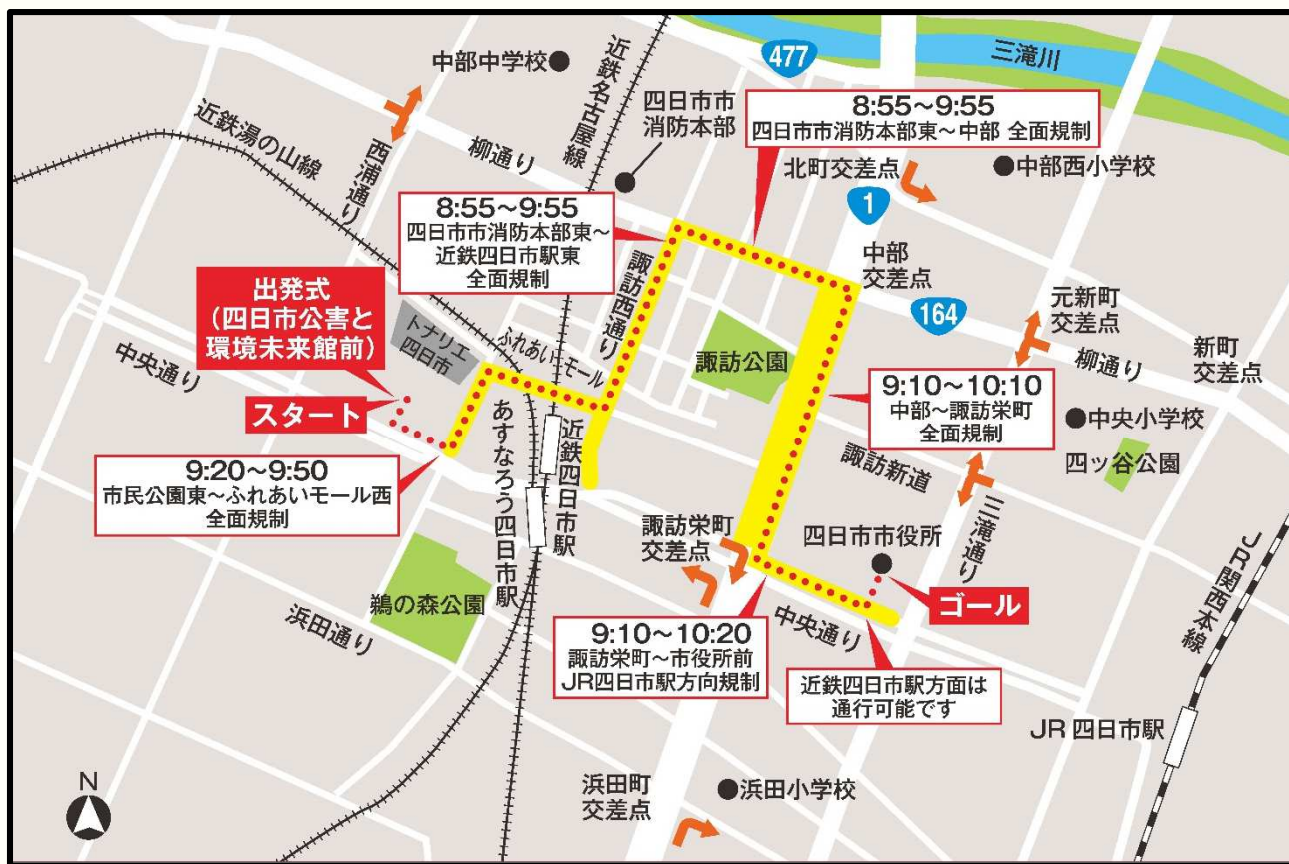 中部中学校
近鉄名古屋線
477
三滝川
四日市市
消防本部
8:55～9:55
四日市市消防本部東～中部 全面規制
近鉄湯の山線
西浦通り
柳通り
北町交差点
中部西小学校
1
8:55～9:55
四日市市消防本部東～
近鉄四日市駅東
全面規制
諏訪西通り
中部
交差点
出発式
（四日市公害と
環境未来館前）
スタート
トナリエ
四日市
ふれあいモール
諏訪公園
164
元新町
交差点
柳通り
新町
交差点
中央通り
9:10～10:10
中部～諏訪栄町
全面規制
中央小学校
四ッ谷公園
9:20～9:50
市民公園東～ふれあいモール西
全面規制
あすなろう四日市駅
近鉄四日市駅
諏訪新道
諏訪栄町
交差点
四日市市役所
三滝通り
JR関西本線
鵜の森公園
浜田通り
ゴール
9:10～10:20
諏訪栄町～市役所前
JR四日市駅方向規制
中央通り
近鉄四日市駅方面は
通行可能です
JR 四日市駅
N
浜田町
交差点
浜田小学校